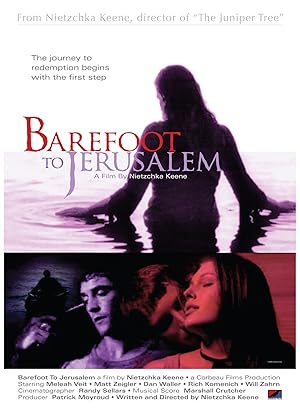 From Nietzchka Keene, director of "The Juniper Tree"
The journey to
redemption begins
with the first step
BAREFOOT
TO JERUSALEM
A Film By Nietzchka Keene
Barefoot To Jerusalem a film by Nietzchka Keene • a Corbeau Films Production
Starring Meleah Veit • Matt Zeigler • Dan Waller • Rich Komenich • Will Zahrn
Cinematographer Randy Sellars • Musical Score Marshall Crutcher
Producer Patrick Moyroud • Written and Directed by Nietzchka Keene